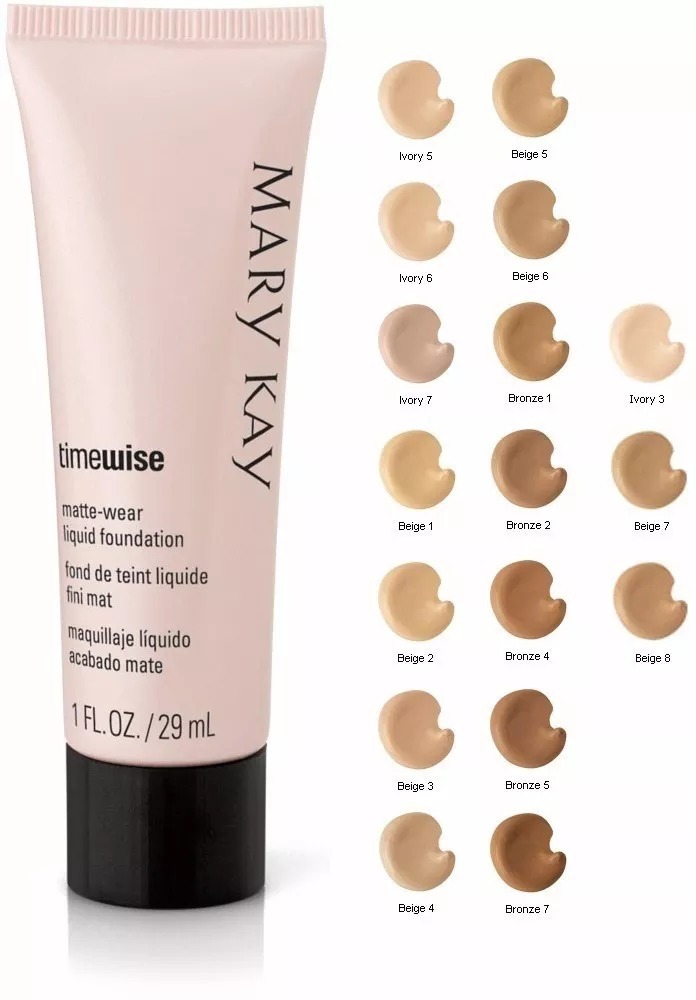 MARY KAY
timewise
matte-wear
liquid foundation
fond de teint liquide
fini mat
maquillaje líquido
acabado mate
1 FL.OZ./29 mL
Ivory 5
Beige 5
Ivory 6
Beige 6
Ivory 7
Bronze 1
Ivory 3
Beige 1
Bronze 2
Beige 7
Beige 2
Bronze 4
Beige 8
Beige 3
Bronze 5
Beige 4
Bronze 7